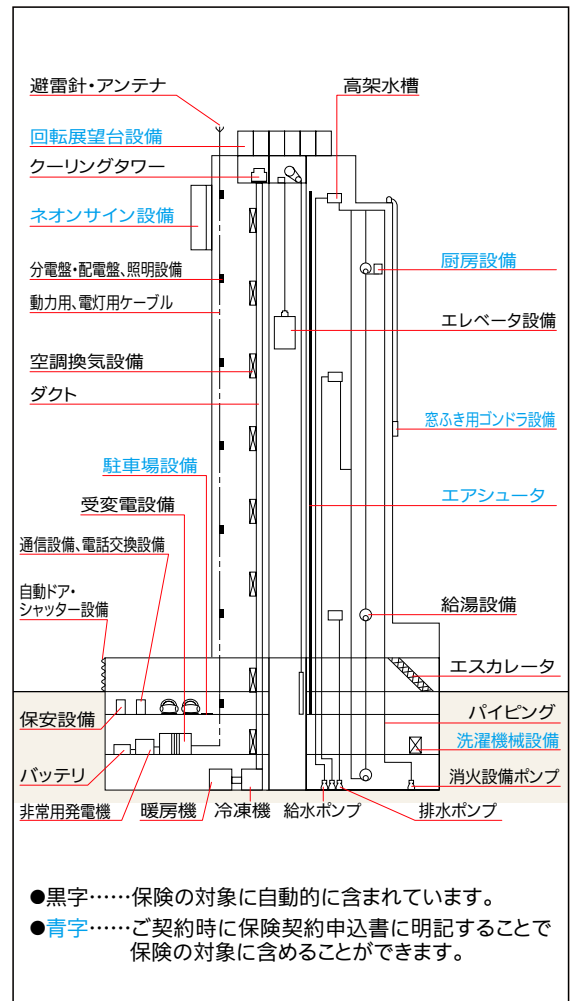 避雷針・アンテナ
高架水槽
回転展望台設備
クーリングタワー
ネオンサイン設備
厨房設備
分電盤・配電盤、照明設備
動力用、電灯用ケーブル
エレベータ設備
空調換気設備
ダクト
窓ふき用ゴンドラ設備
駐車場設備
エアシュータ
受変電設備
通信設備、電話交換設備
自動ドア・
シャッター設備
給湯設備
エスカレータ
保安設備
パイピング
洗濯機械設備
バッテリ
消火設備ポンプ
非常用発電機
暖房機
冷凍機
給水ポンプ
排水ポンプ
●黒字……保険の対象に自動的に含まれています。
●青字……ご契約時に保険契約申込書に明記することで
保険の対象に含めることができます。